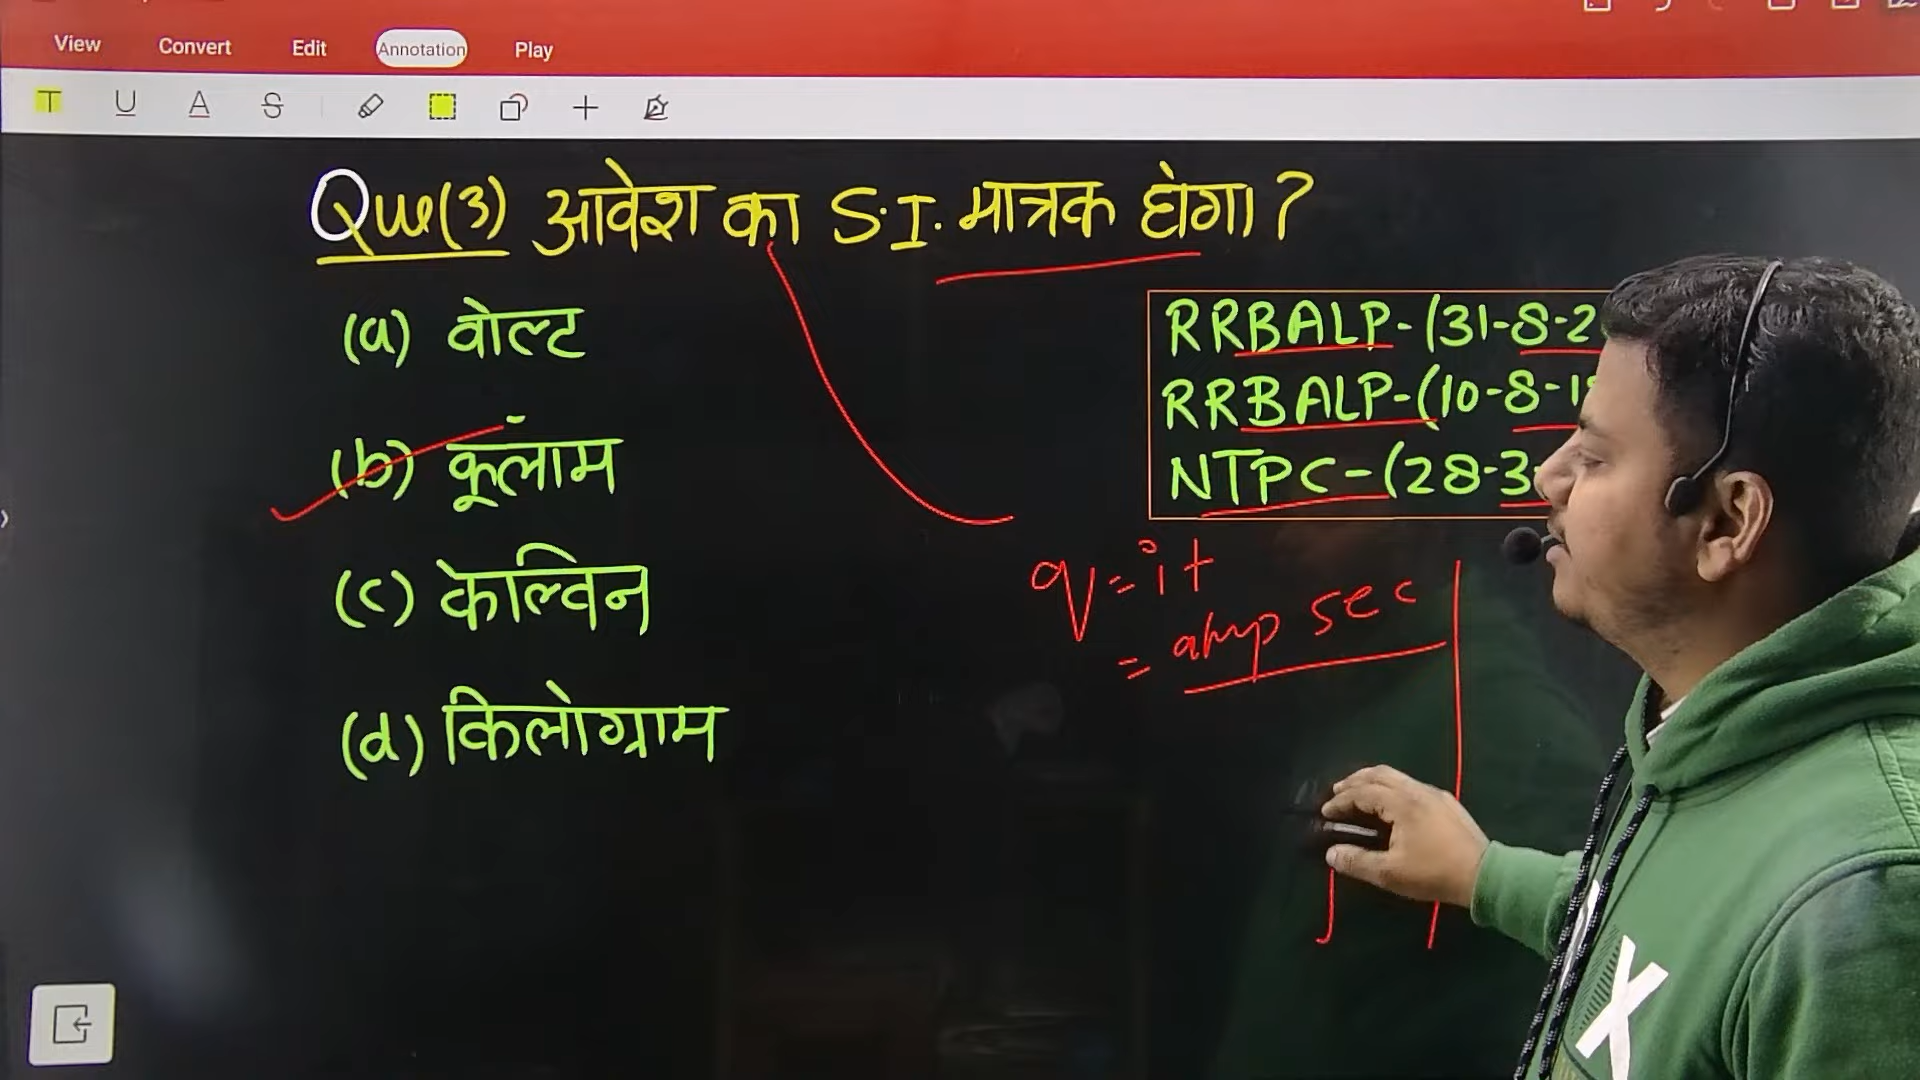 View Convert Edit Annotation Play
T U A S
Que(3) आवेश का S.I. मात्रक होगा?
(a) वोल्ट
(b) कूलॉम
(c) केल्विन
(d) किलोग्राम
RRBALP-(31-8-2
RRBALP-(10-8-1
NTPC-(28-3-
q = it
= amp sec
X